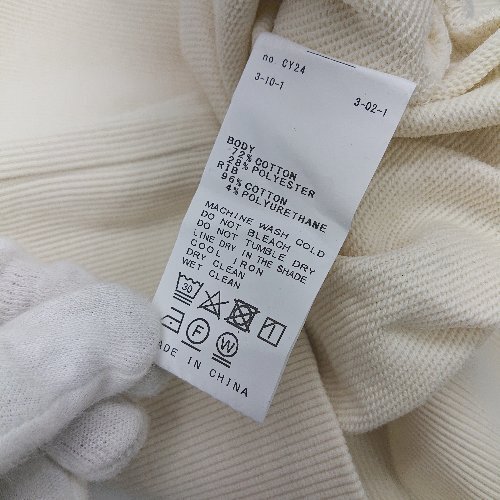 no CY24
3-10-1
3-02-1
BODY
72% COTTON
28% POLYESTER
RIB
96% COTTON
4% POLYURETHANE
MACHINE WASH COLD
DO NOT BLEACH
DO NOT TUMBLE DRY
LINE DRY IN THE SHADE
COOL IRON
DRY CLEAN
WET CLEAN
30
F W
ADE IN CHINA